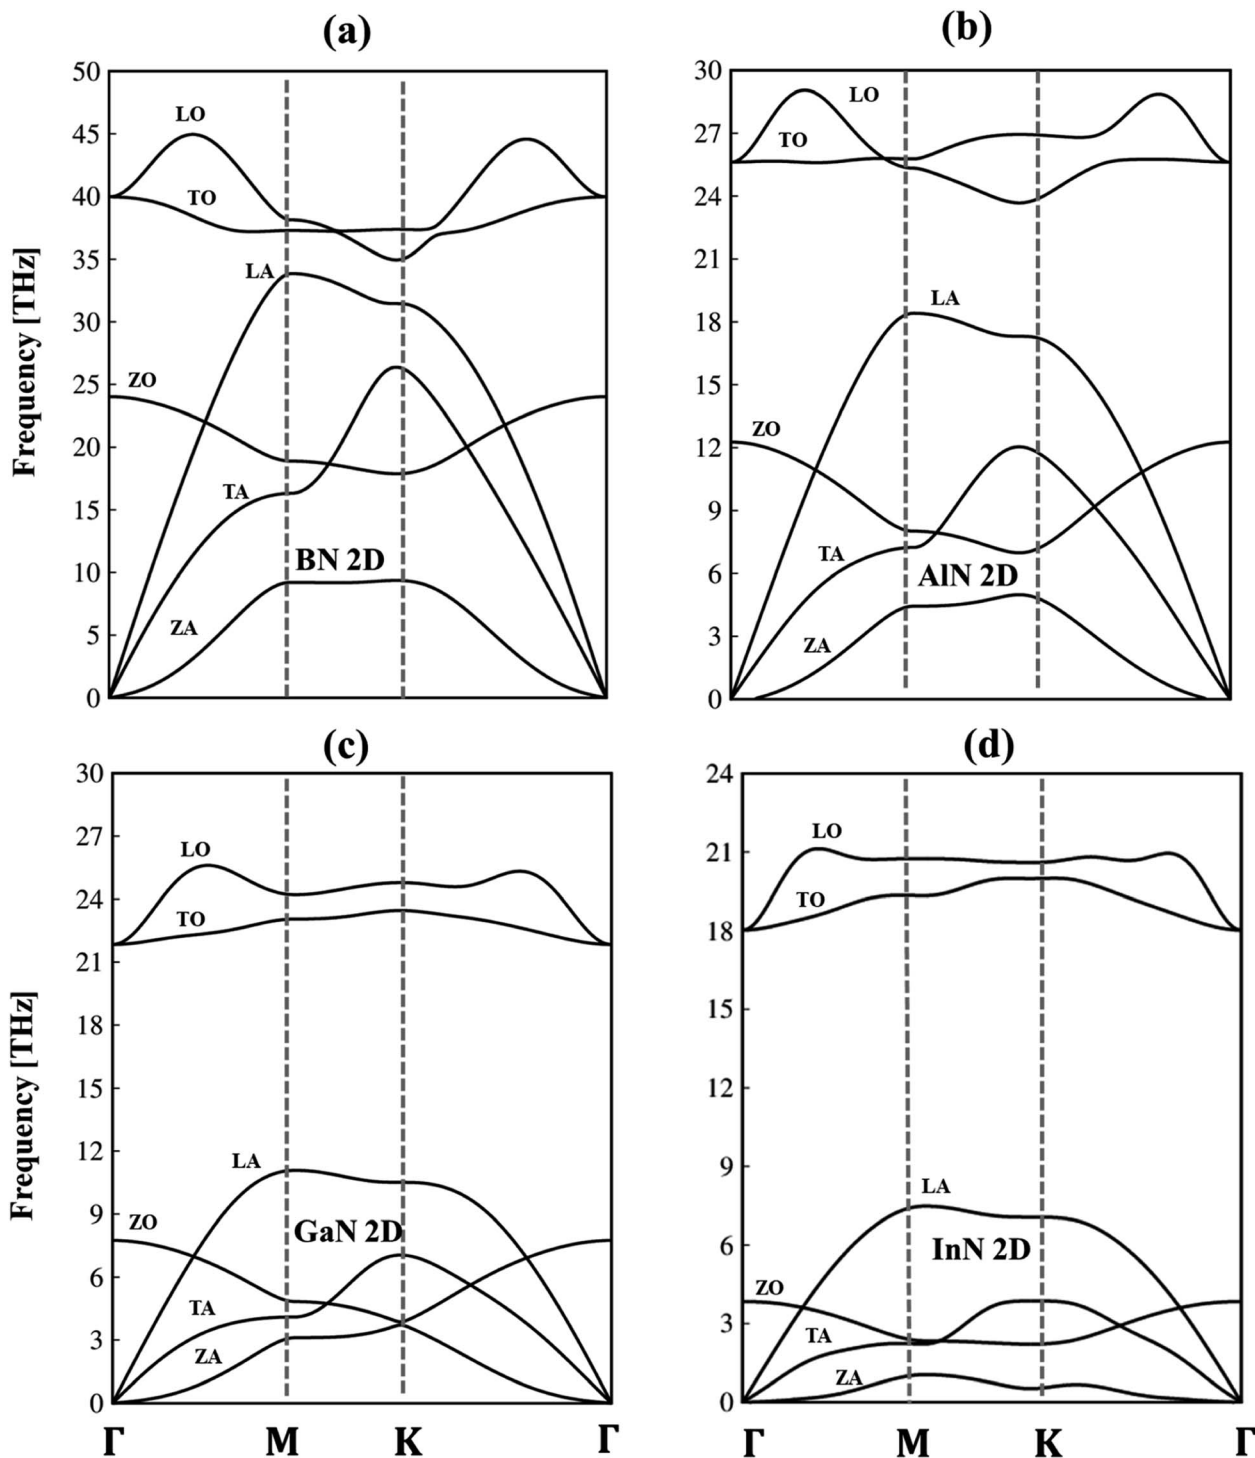 (a)
50
45
40
35
30
25
20
15
10
5
0
Frequency [THz]
LO
TO
LA
ZO
TA
BN 2D
ZA
(b)
30
27
24
21
18
15
12
9
6
3
0
LO
TO
LA
ZO
TA
AlN 2D
ZA
(c)
30
27
24
21
18
15
12
9
6
3
0
Frequency [THz]
LO
TO
LA
ZO
GaN 2D
TA
ZA
Γ M K Γ
(d)
24
21
18
15
12
9
6
3
0
LO
TO
LA
InN 2D
ZO
TA
ZA
Γ M K Γ